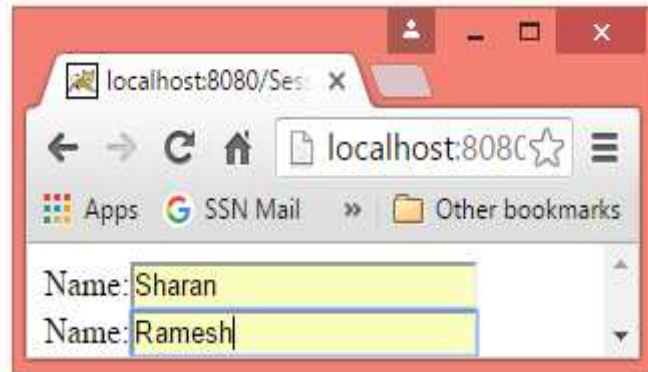 localhost:8080/Ses
localhost:8080
Apps SSN Mail » Other bookmarks
Name:Sharan
Name:Ramesh